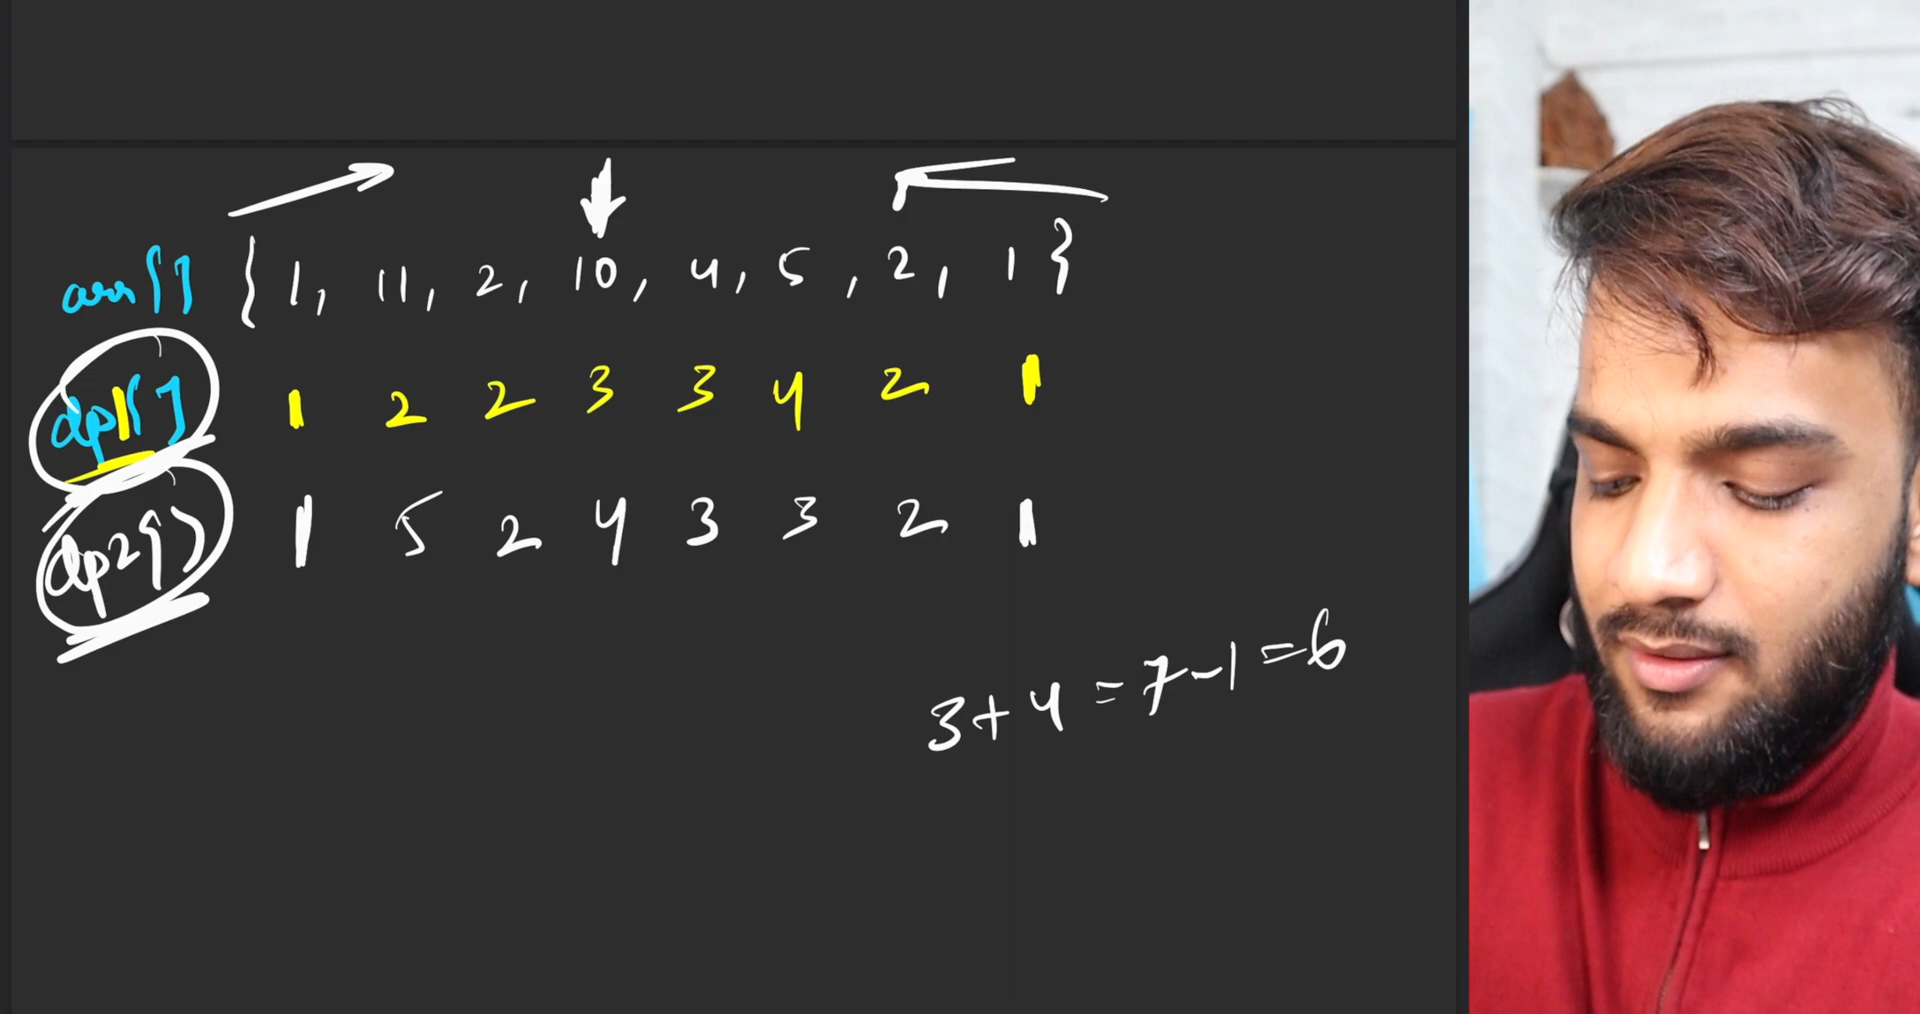 arr[] {1, 11, 2, 10, 4, 5, 2, 1}
dp1[] 1 2 2 3 3 4 2 1
dp2[] 1 5 2 4 3 3 2 1
3+4=7-1=6